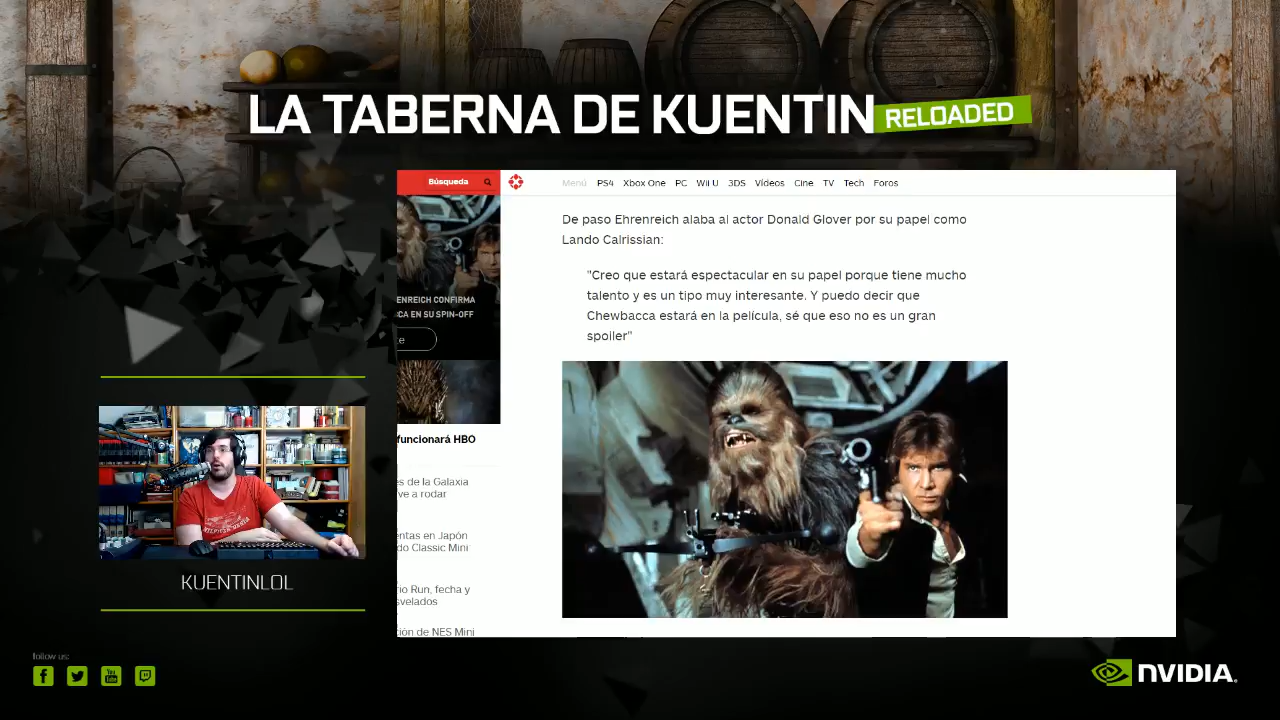 LA TABERNA DE KUENTIN RELOADED
Búsqueda
Menú PS4 Xbox One PC Wii U 3DS Vídeos Cine TV Tech Foros
De paso Ehrenreich alaba al actor Donald Glover por su papel como
Lando Calrissian:
"Creo que estará espectacular en su papel porque tiene mucho
talento y es un tipo muy interesante. Y puedo decir que
Chewbacca estará en la película, sé que eso no es un gran
spoiler"
ENREICH CONFIRMA
CCA EN SU SPIN-OFF
te
funcionará HBO
es de la Galaxia
ve a rodar
entas en Japón
do Classic Mini
rio Run, fecha y
svelados
ción de NES Mini
KUENTINLOL
follow us:
You
Tube
NVIDIA.